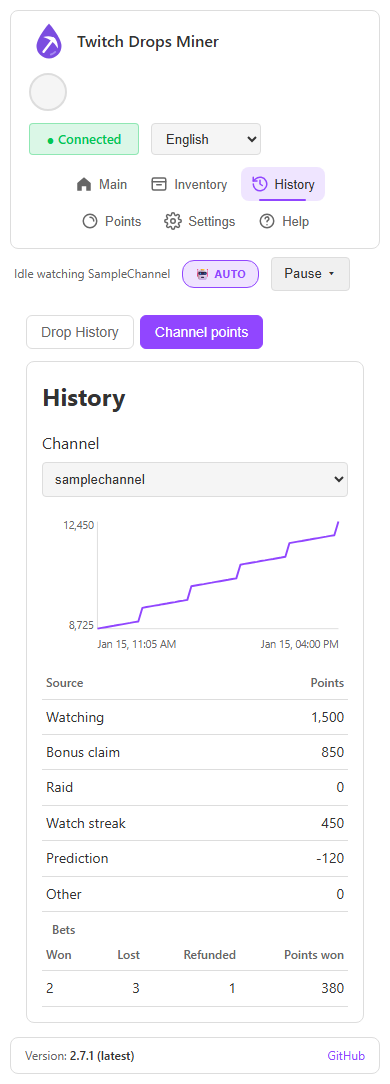 Twitch Drops Miner
● Connected
English
Main
Inventory
History
Points
Settings
Help
Idle watching SampleChannel
AUTO
Pause
Drop History
Channel points
History
Channel
samplechannel
12,450
8,725
Jan 15, 11:05 AM
Jan 15, 04:00 PM
Source Points
Watching 1,500
Bonus claim 850
Raid 0
Watch streak 450
Prediction -120
Other 0
Bets
Won Lost Refunded Points won
2 3 1 380
Version: 2.7.1 (latest)
GitHub